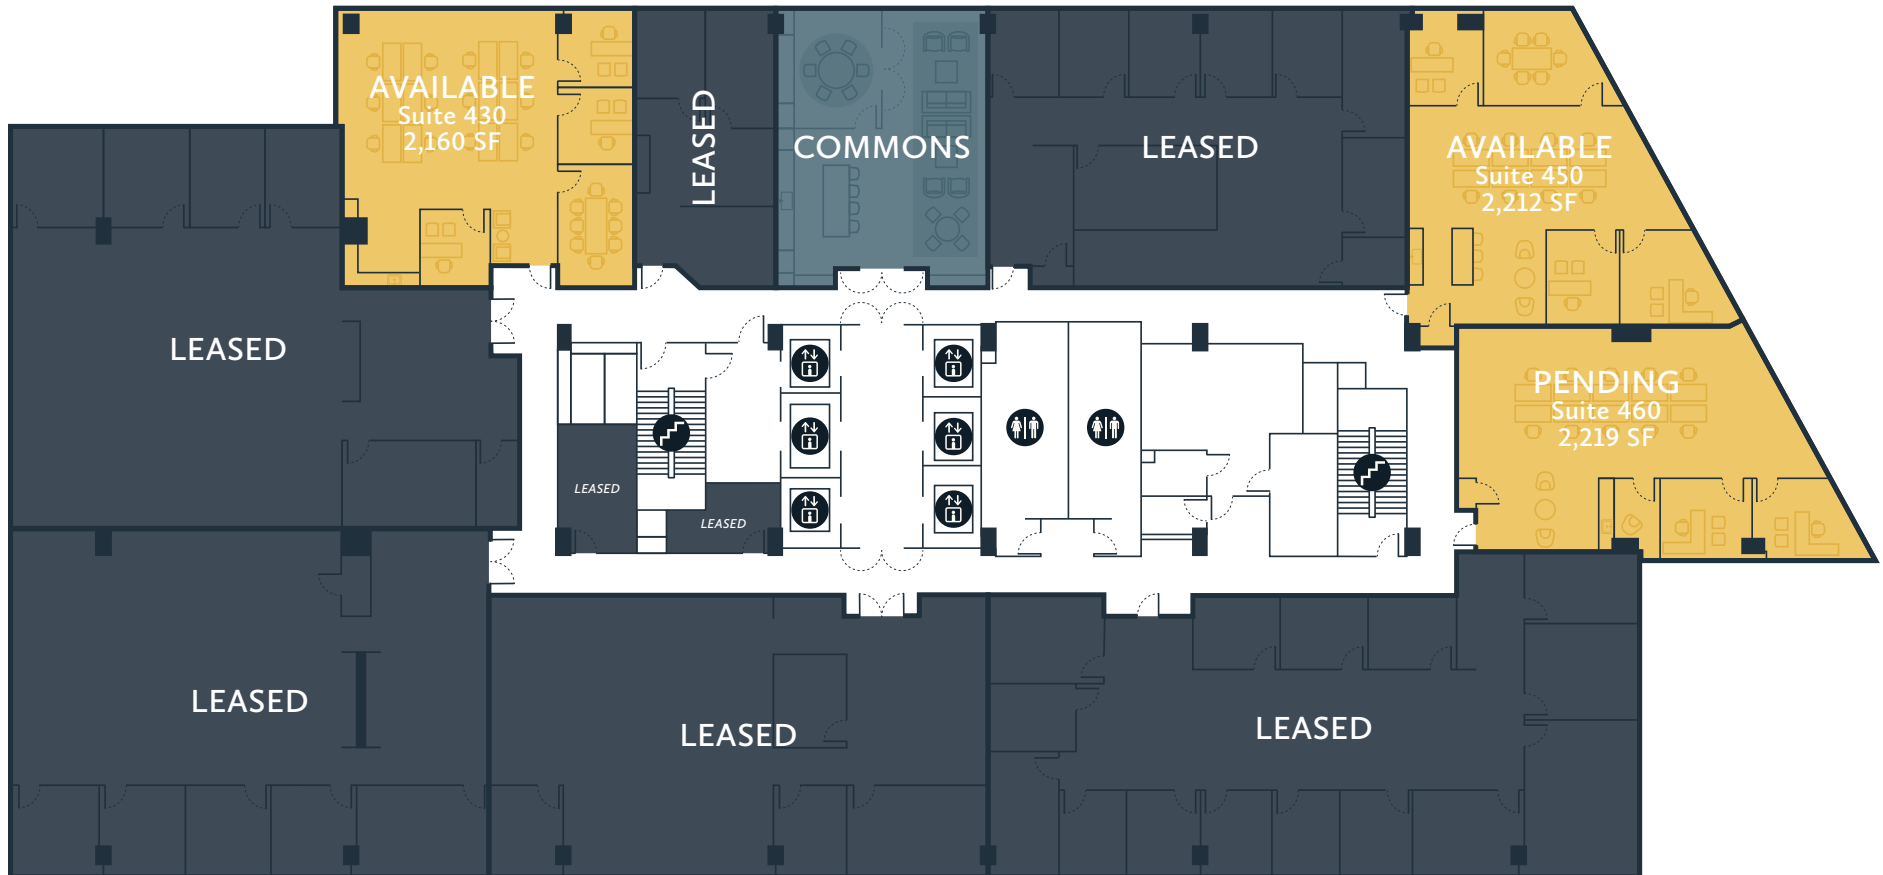 AVAILABLE
Suite 430
2,160 SF
LEASED
COMMONS
LEASED
AVAILABLE
Suite 450
2,212 SF
LEASED
PENDING
Suite 460
2,219 SF
LEASED
LEASED
LEASED
LEASED
LEASED